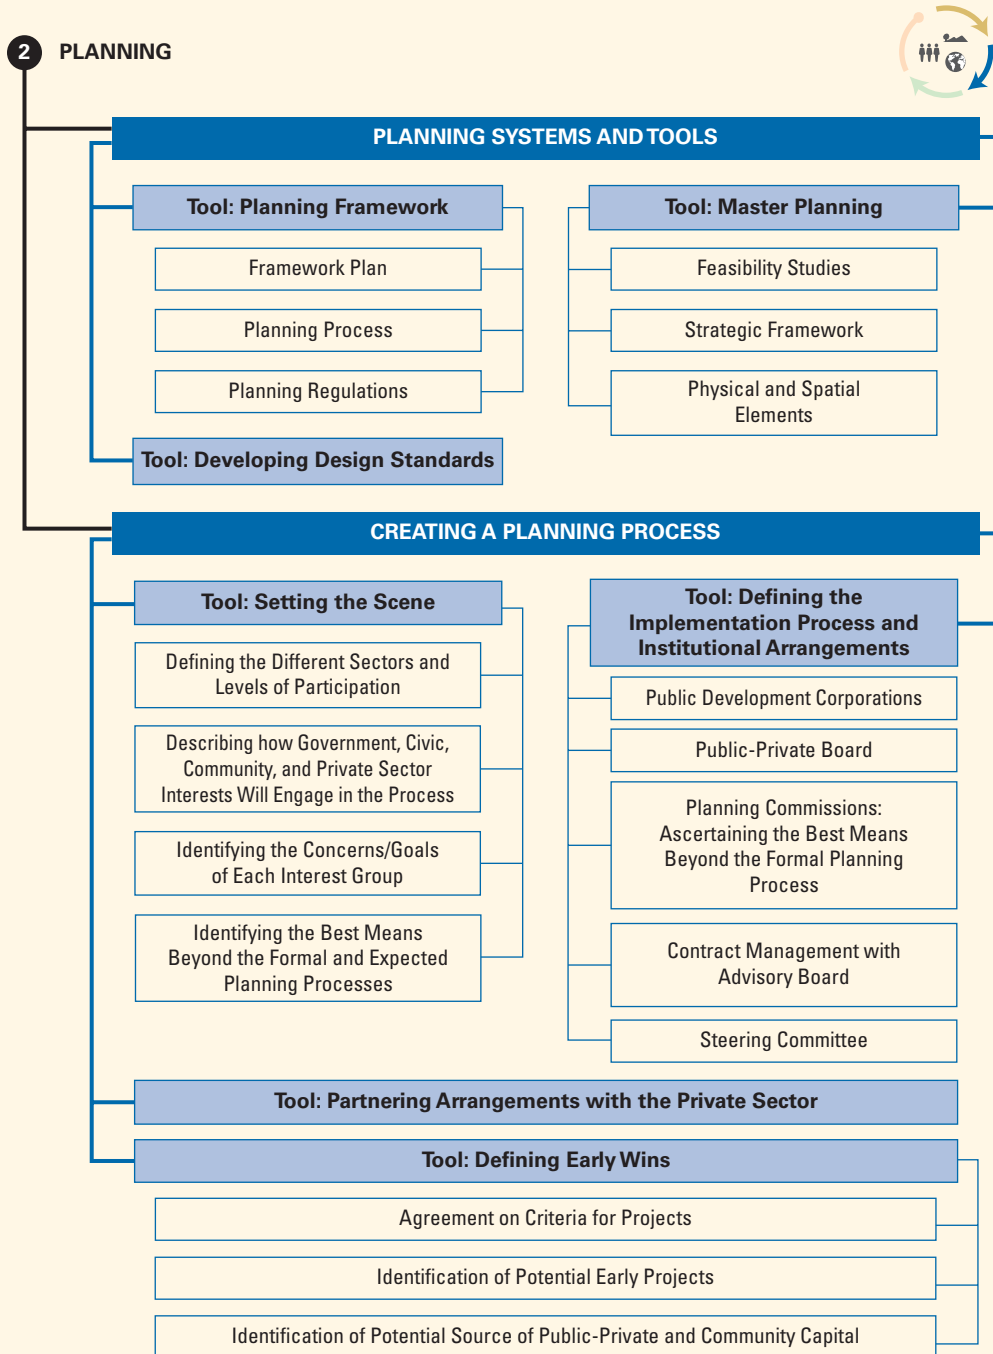 2 PLANNING
PLANNING SYSTEMS AND TOOLS
Tool: Planning Framework
Framework Plan
Planning Process
Planning Regulations
Tool: Developing Design Standards
Tool: Master Planning
Feasibility Studies
Strategic Framework
Physical and Spatial
Elements
CREATING A PLANNING PROCESS
Tool: Setting the Scene
Defining the Different Sectors and
Levels of Participation
Describing how Government, Civic,
Community, and Private Sector
Interests Will Engage in the Process
Identifying the Concerns/Goals
of Each Interest Group
Identifying the Best Means
Beyond the Formal and Expected
Planning Processes
Tool: Defining the
Implementation Process and
Institutional Arrangements
Public Development Corporations
Public-Private Board
Planning Commissions:
Ascertaining the Best Means
Beyond the Formal Planning
Process
Contract Management with
Advisory Board
Steering Committee
Tool: Partnering Arrangements with the Private Sector
Tool: Defining Early Wins
Agreement on Criteria for Projects
Identification of Potential Early Projects
Identification of Potential Source of Public-Private and Community Capital